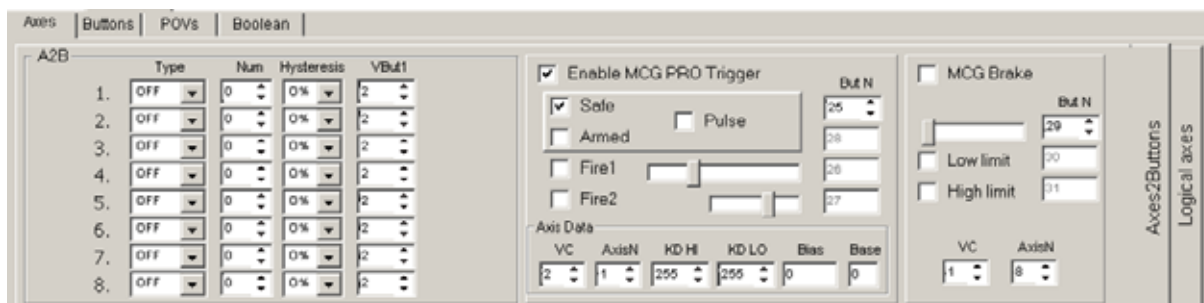 Axes Buttons POVs Boolean
A2B
Type Num Hysteresis VBut1
1. OFF 0 0% 2
2. OFF 0 0% 2
3. OFF 0 0% 2
4. OFF 0 0% 2
5. OFF 0 0% 2
6. OFF 0 0% 2
7. OFF 0 0% 2
8. OFF 0 0% 2
Enable MCG PRO Trigger
But N
Safe 25
Pulse
Armed 28
Fire1 26
Fire2 27
Axis Data
VC AxisN KD HI KD LO Bias Base
2 1 255 255 0 0
MCG Brake
But N
29
Low limit 30
High limit 31
VC AxisN
1 8
Axes2Buttons
Logical axes